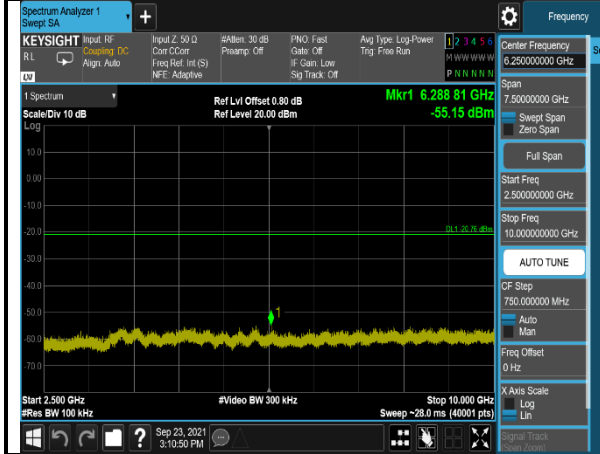 Spectrum Analyzer 1
Swept SA
+
Frequency
KEYSIGHT
RL
Input: RF
Coupling: DC
Align: Auto
Input Z: 50 Ω
Corr CCorr
Freq Ref: Int (S)
NFE: Adaptive
#Atten: 30 dB
Preamp: Off
PNO: Fast
Gate: Off
IF Gain: Low
Sig Track: Off
Avg Type: Log-Power
Trig: Free Run
1 2 3 4 5 6
M W W W W W
P N N N N N
1 Spectrum
Scale/Div 10 dB
Log
Ref Lvl Offset 0.80 dB
Ref Level 20.00 dBm
Mkr1 6.288 81 GHz
-55.15 dBm
10.0
0.00
-10.0
-20.0
-30.0
-40.0
-50.0
-60.0
-70.0
DL1 -20.76 dBm
1
Start 2.500 GHz
#Res BW 100 kHz
#Video BW 300 kHz
Stop 10.000 GHz
Sweep ~28.0 ms (40001 pts)
Center Frequency
6.250000000 GHz
Span
7.50000000 GHz
Swept Span
Zero Span
Full Span
Start Freq
2.500000000 GHz
Stop Freq
10.000000000 GHz
AUTO TUNE
CF Step
750.000000 MHz
Auto
Man
Freq Offset
0 Hz
X Axis Scale
Log
Lin
Signal Track
(Span Zoom)
?
Sep 23, 2021
3:10:50 PM